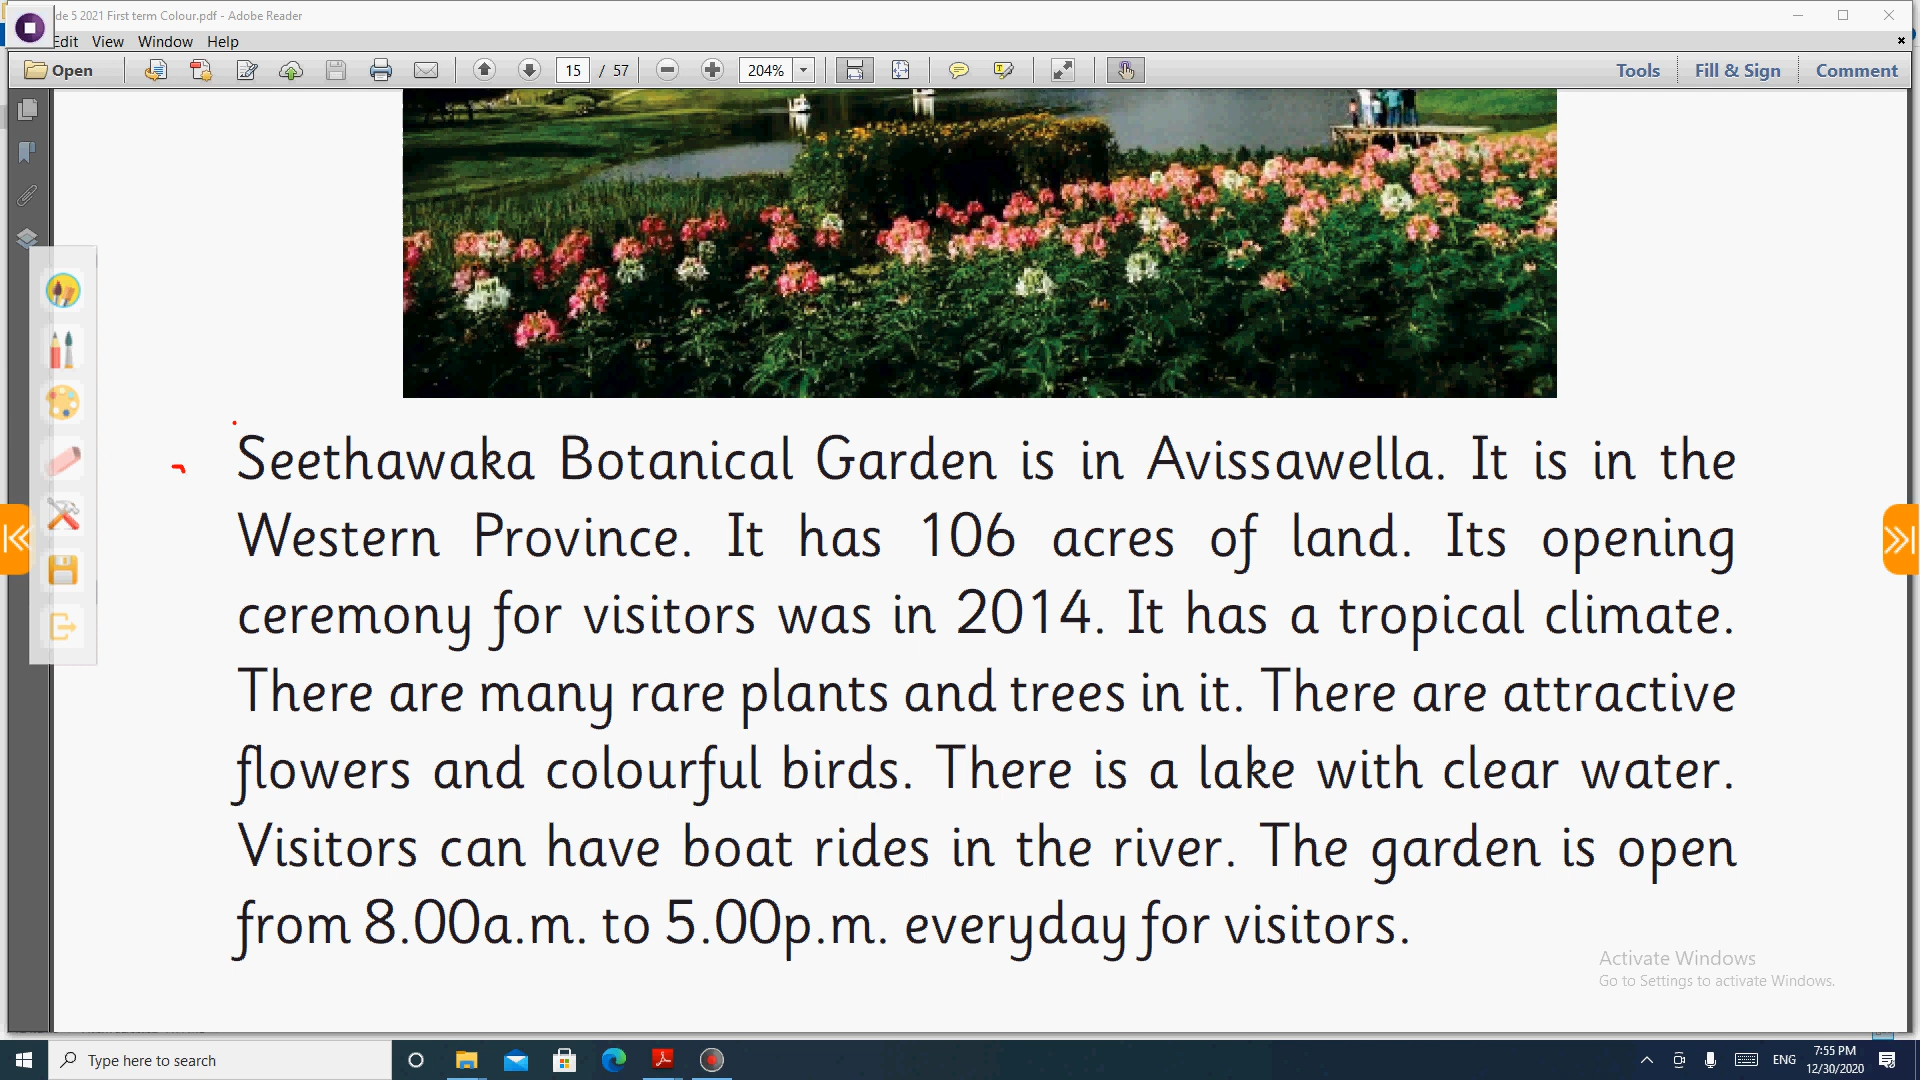 de 5 2021 First term Colour.pdf - Adobe Reader
Edit View Window Help
Open 15 / 57 204% Tools Fill & Sign Comment
Seethawaka Botanical Garden is in Avissawella. It is in the
Western Province. It has 106 acres of land. Its opening
ceremony for visitors was in 2014. It has a tropical climate.
There are many rare plants and trees in it. There are attractive
flowers and colourful birds. There is a lake with clear water.
Visitors can have boat rides in the river. The garden is open
from 8.00a.m. to 5.00p.m. everyday for visitors.
Activate Windows
Go to Settings to activate Windows.
Type here to search
ENG
7:55 PM
12/30/2020